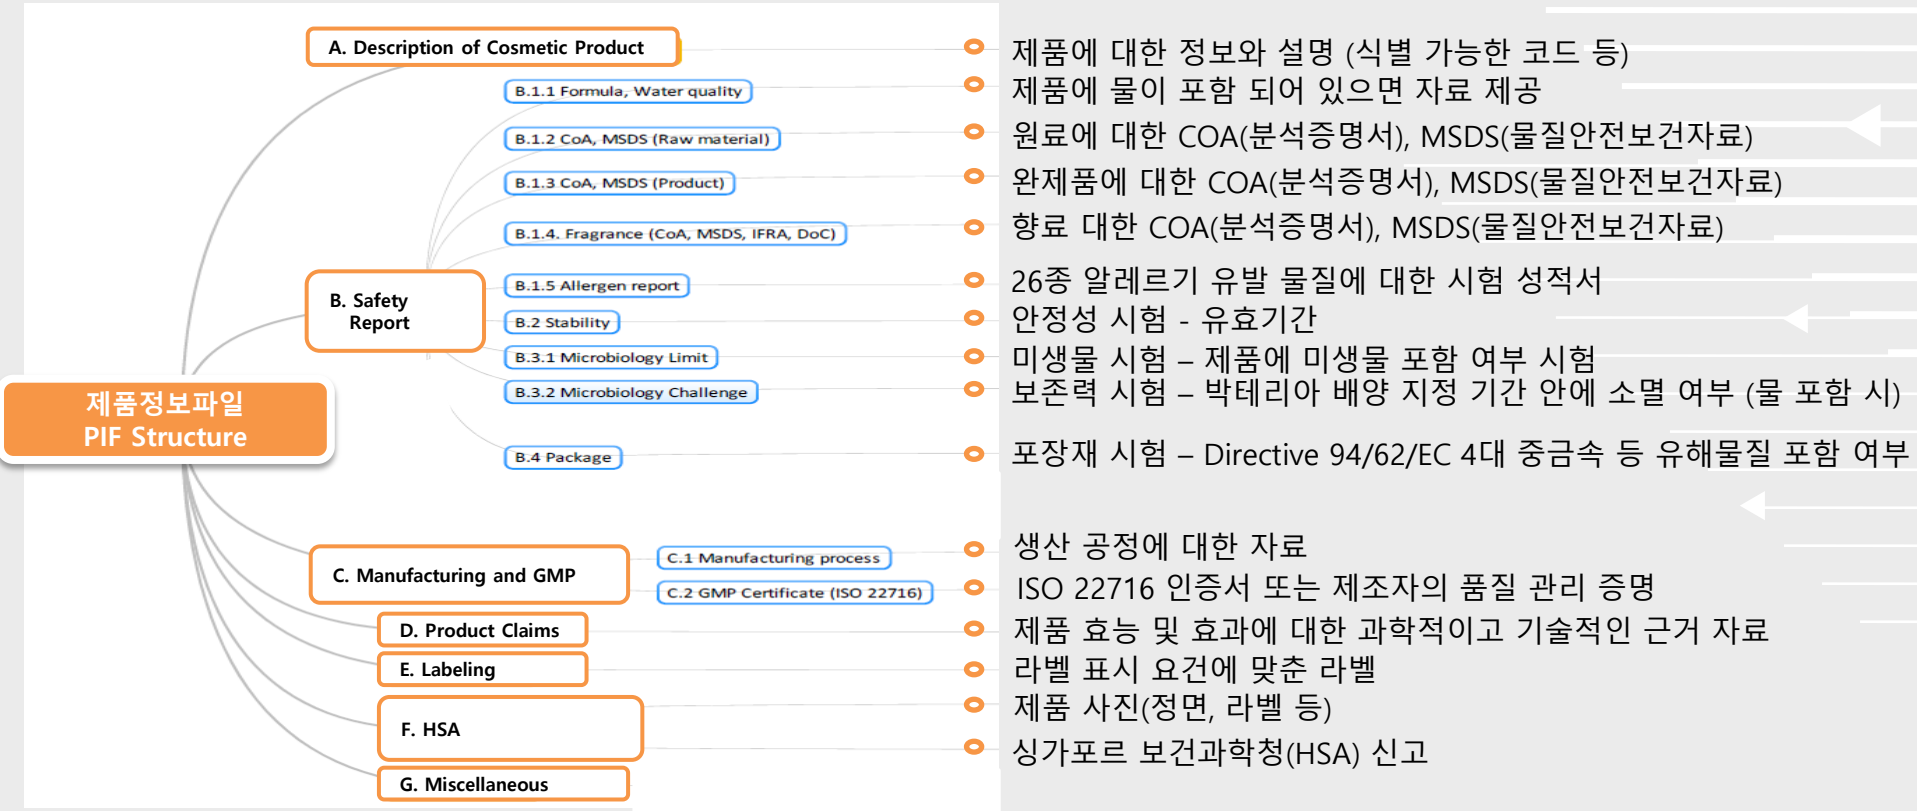 A. Description of Cosmetic Product
제품에 대한 정보와 설명 (식별 가능한 코드 등)
B.1.1 Formula, Water quality
제품에 물이 포함 되어 있으면 자료 제공
B.1.2 CoA, MSDS (Raw material)
원료에 대한 COA(분석증명서), MSDS(물질안전보건자료)
B.1.3 CoA, MSDS (Product)
완제품에 대한 COA(분석증명서), MSDS(물질안전보건자료)
B.1.4. Fragrance (CoA, MSDS, IFRA, DoC)
향료 대한 COA(분석증명서), MSDS(물질안전보건자료)
B. Safety
Report
B.1.5 Allergen report
26종 알레르기 유발 물질에 대한 시험 성적서
B.2 Stability
안정성 시험 - 유효기간
B.3.1 Microbiology Limit
미생물 시험 – 제품에 미생물 포함 여부 시험
B.3.2 Microbiology Challenge
보존력 시험 – 박테리아 배양 지정 기간 안에 소멸 여부 (물 포함 시)
제품정보파일
PIF Structure
B.4 Package
포장재 시험 – Directive 94/62/EC 4대 중금속 등 유해물질 포함 여부
C. Manufacturing and GMP
C.1 Manufacturing process
생산 공정에 대한 자료
C.2 GMP Certificate (ISO 22716)
ISO 22716 인증서 또는 제조자의 품질 관리 증명
D. Product Claims
제품 효능 및 효과에 대한 과학적이고 기술적인 근거 자료
E. Labeling
라벨 표시 요건에 맞춘 라벨
F. HSA
제품 사진(정면, 라벨 등)
싱가포르 보건과학청(HSA) 신고
G. Miscellaneous